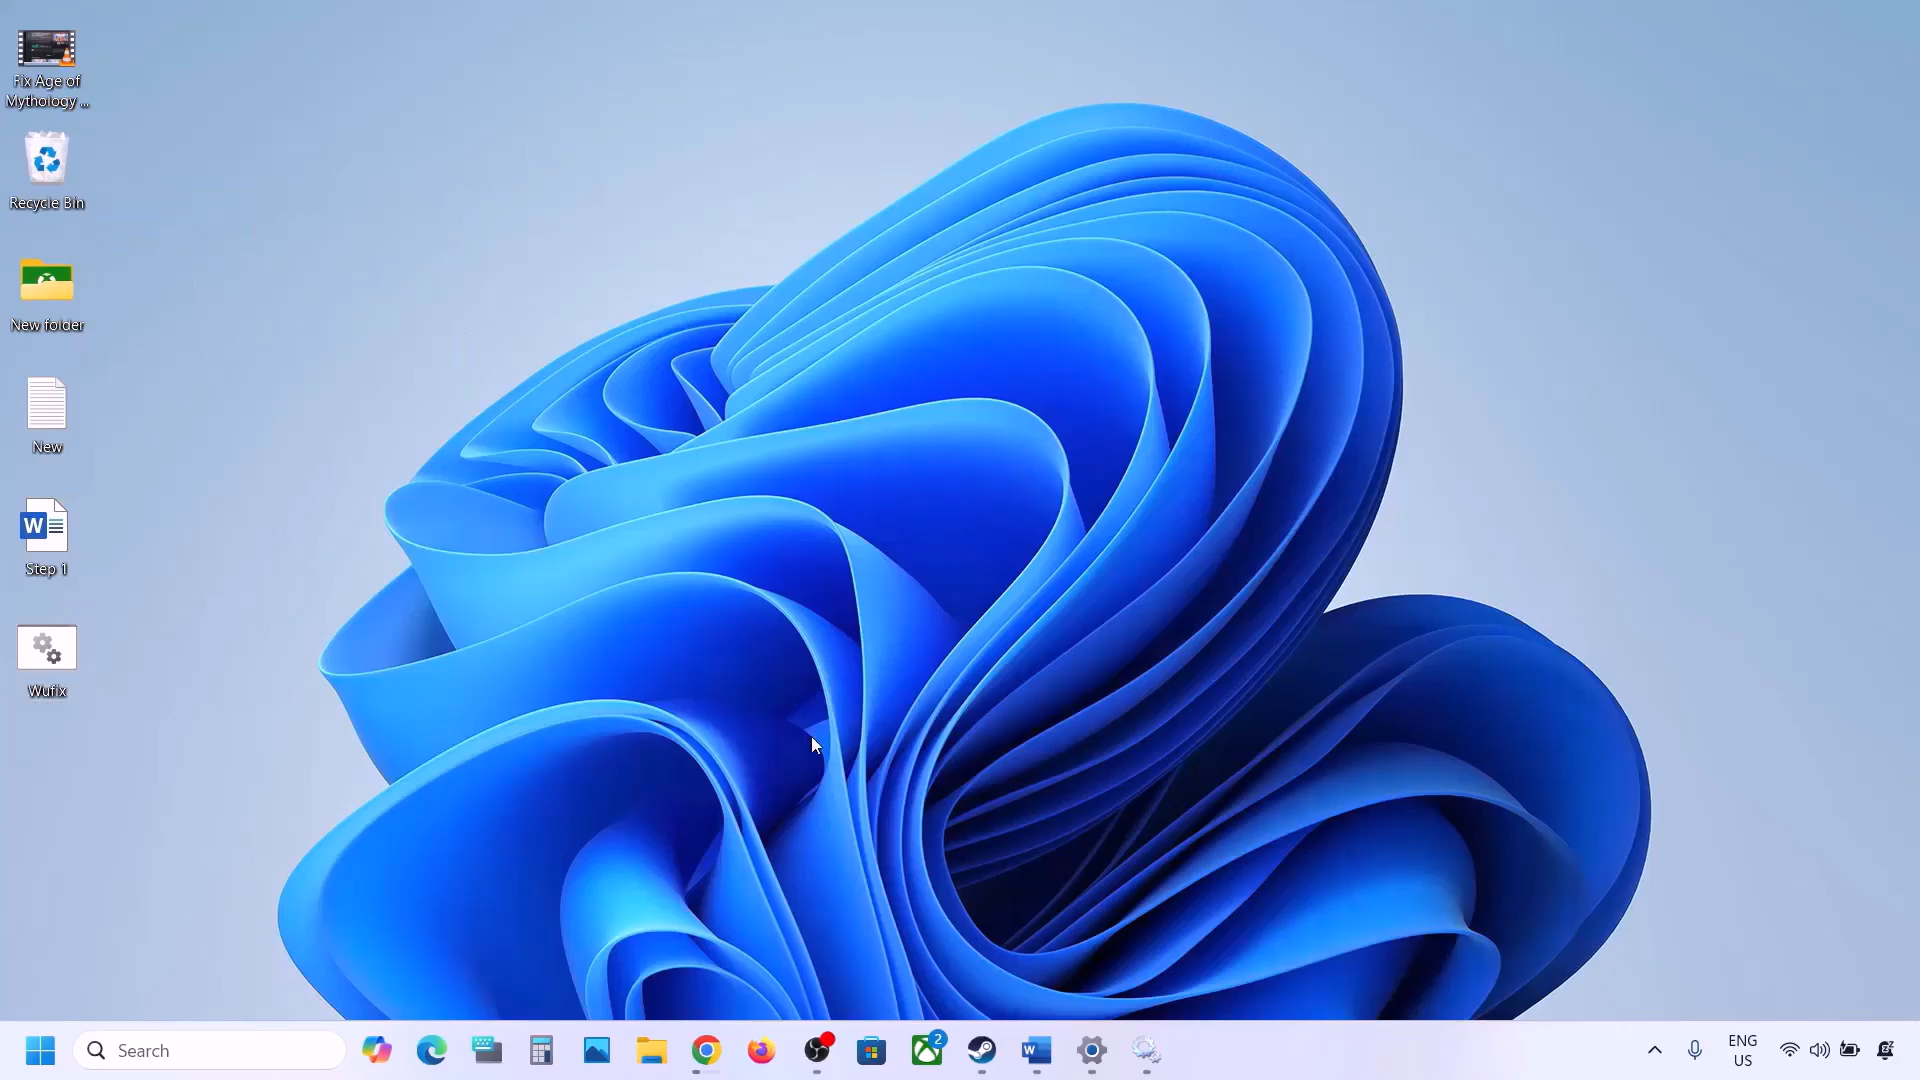 Fix Age of
Mythology ...
Recycle Bin
New folder
New
W
Step 1
Wufix
Search
2
W
ENG
US